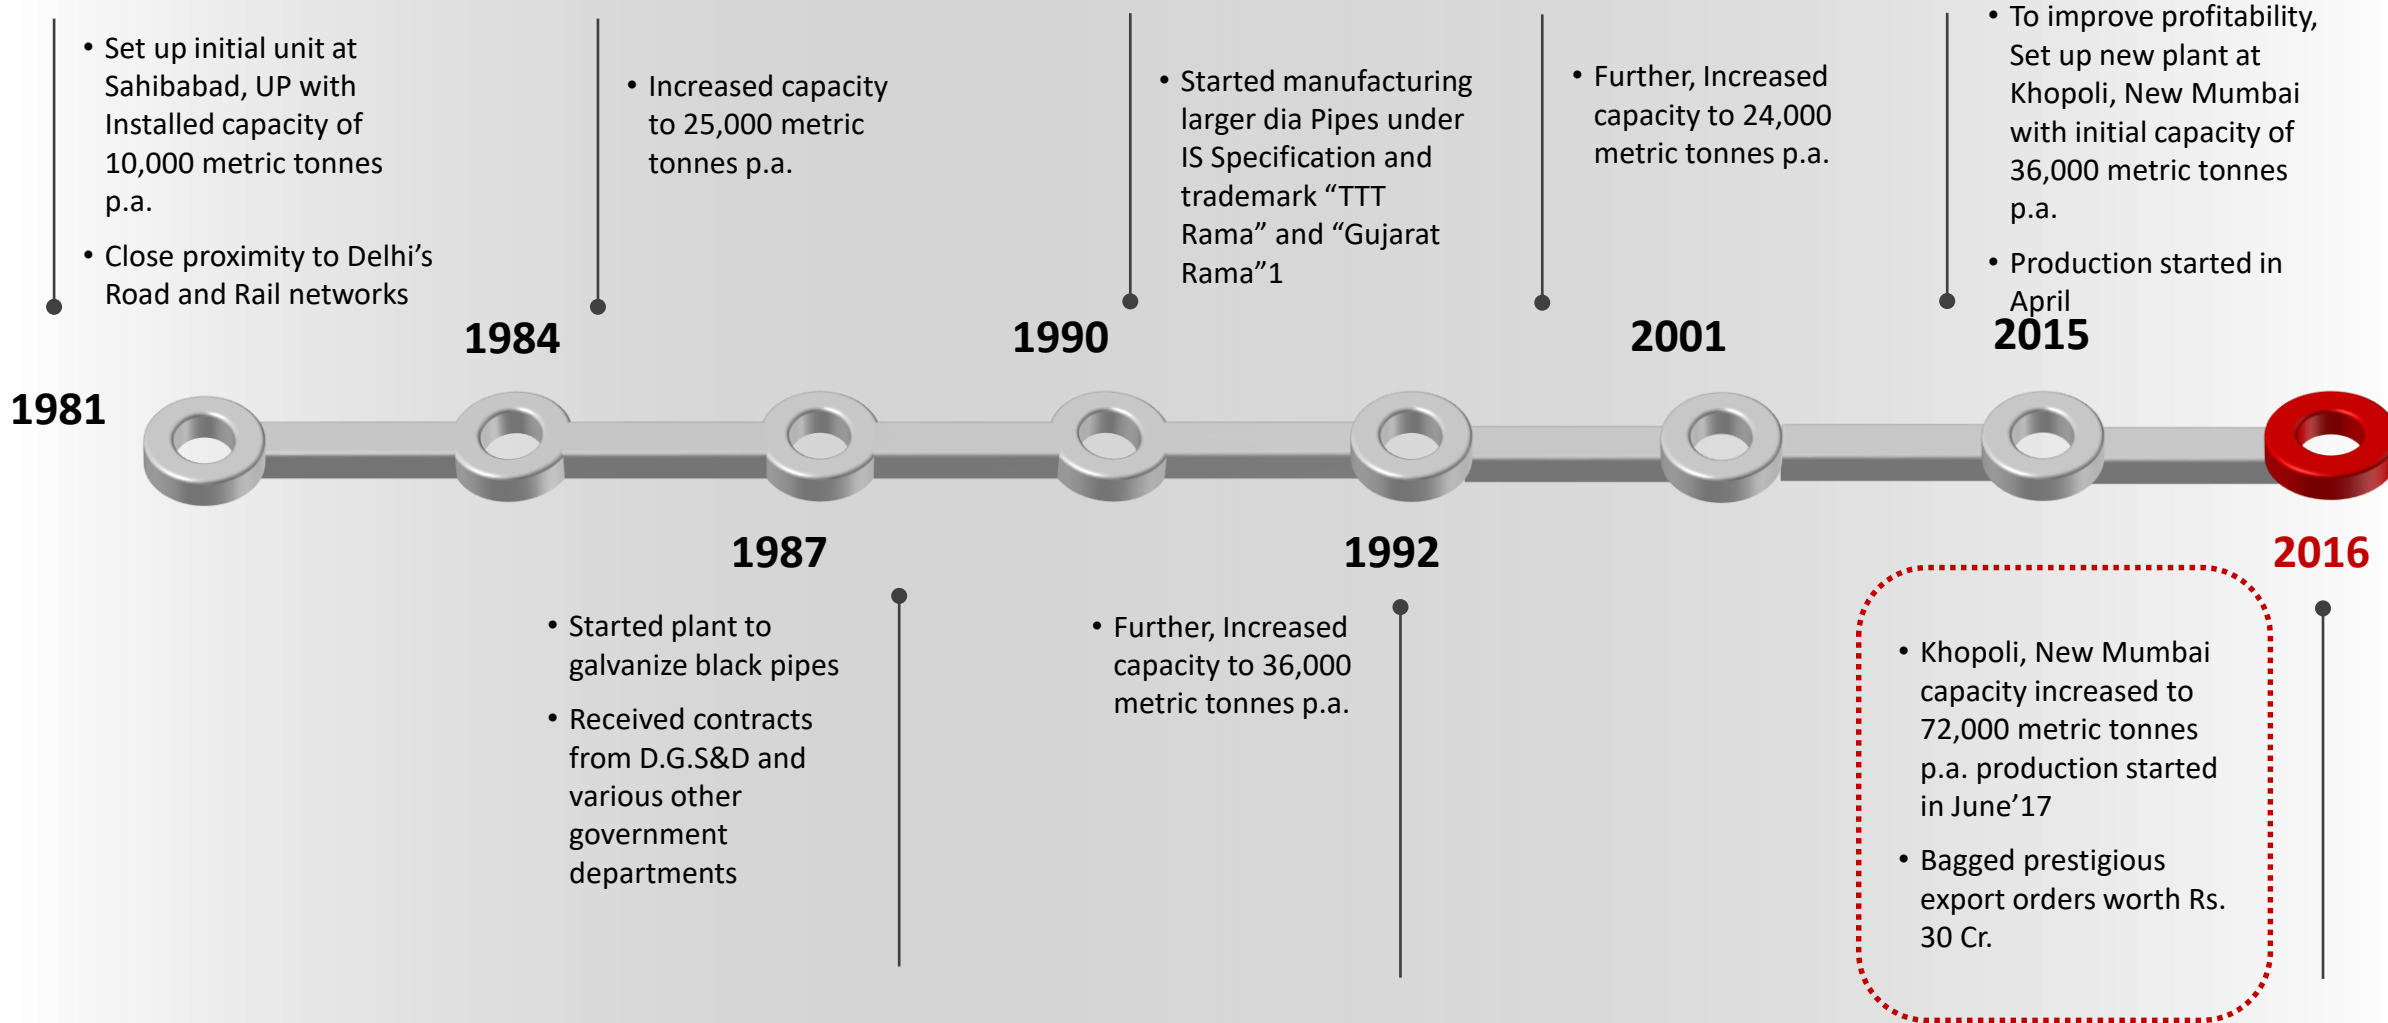 • Set up initial unit at
Sahibabad, UP with
Installed capacity of
10,000 metric tonnes
p.a.
• Close proximity to Delhi’s
Road and Rail networks
1981
• Increased capacity
to 25,000 metric
tonnes p.a.
1984
• Started plant to
galvanize black pipes
• Received contracts
from D.G.S&D and
various other
government
departments
1987
• Started manufacturing
larger dia Pipes under
IS Specification and
trademark “TTT
Rama” and “Gujarat
Rama”1
1990
1992
• Further, Increased
capacity to 36,000
metric tonnes p.a.
• Further, Increased
capacity to 24,000
metric tonnes p.a.
2001
• To improve profitability,
Set up new plant at
Khopoli, New Mumbai
with initial capacity of
36,000 metric tonnes
p.a.
• Production started in
April
2015
2016
• Khopoli, New Mumbai
capacity increased to
72,000 metric tonnes
p.a. production started
in June’17
• Bagged prestigious
export orders worth Rs.
30 Cr.